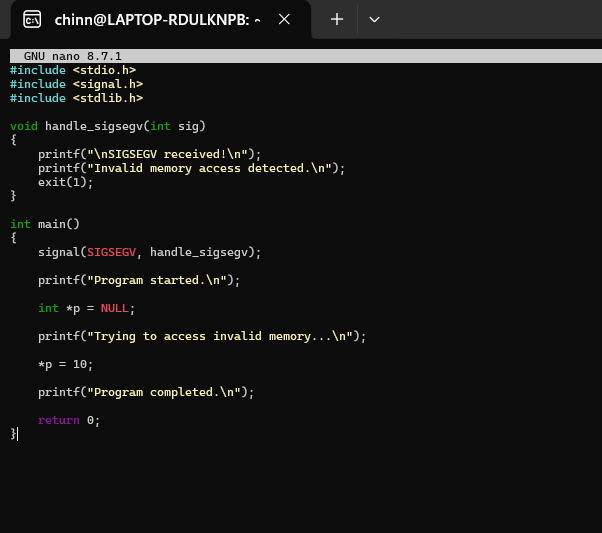 chinn@LAPTOP-RDULKNPB: ~
GNU nano 8.7.1
#include <stdio.h>
#include <signal.h>
#include <stdlib.h>
void handle_sigsegv(int sig)
{
    printf("\nSIGSEGV received!\n");
    printf("Invalid memory access detected.\n");
    exit(1);
}
int main()
{
    signal(SIGSEGV, handle_sigsegv);
    printf("Program started.\n");
    int *p = NULL;
    printf("Trying to access invalid memory...\n");
    *p = 10;
    printf("Program completed.\n");
    return 0;
}